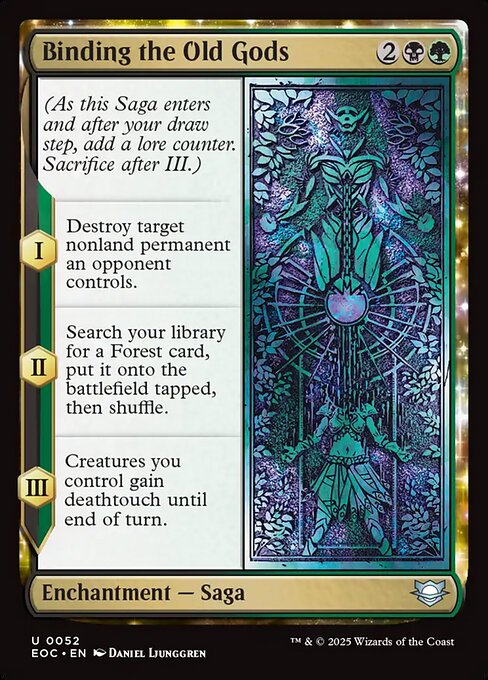 Binding the Old Gods 2
(As this Saga enters
and after your draw
step, add a lore counter.
Sacrifice after III.)
I
Destroy target
nonland permanent
an opponent
controls.
II
Search your library
for a Forest card,
put it onto the
battlefield tapped,
then shuffle.
III
Creatures you
control gain
deathtouch until
end of turn.
Enchantment — Saga
U 0052
EOC • EN Daniel Ljunggren
™ & © 2025 Wizards of the Coast